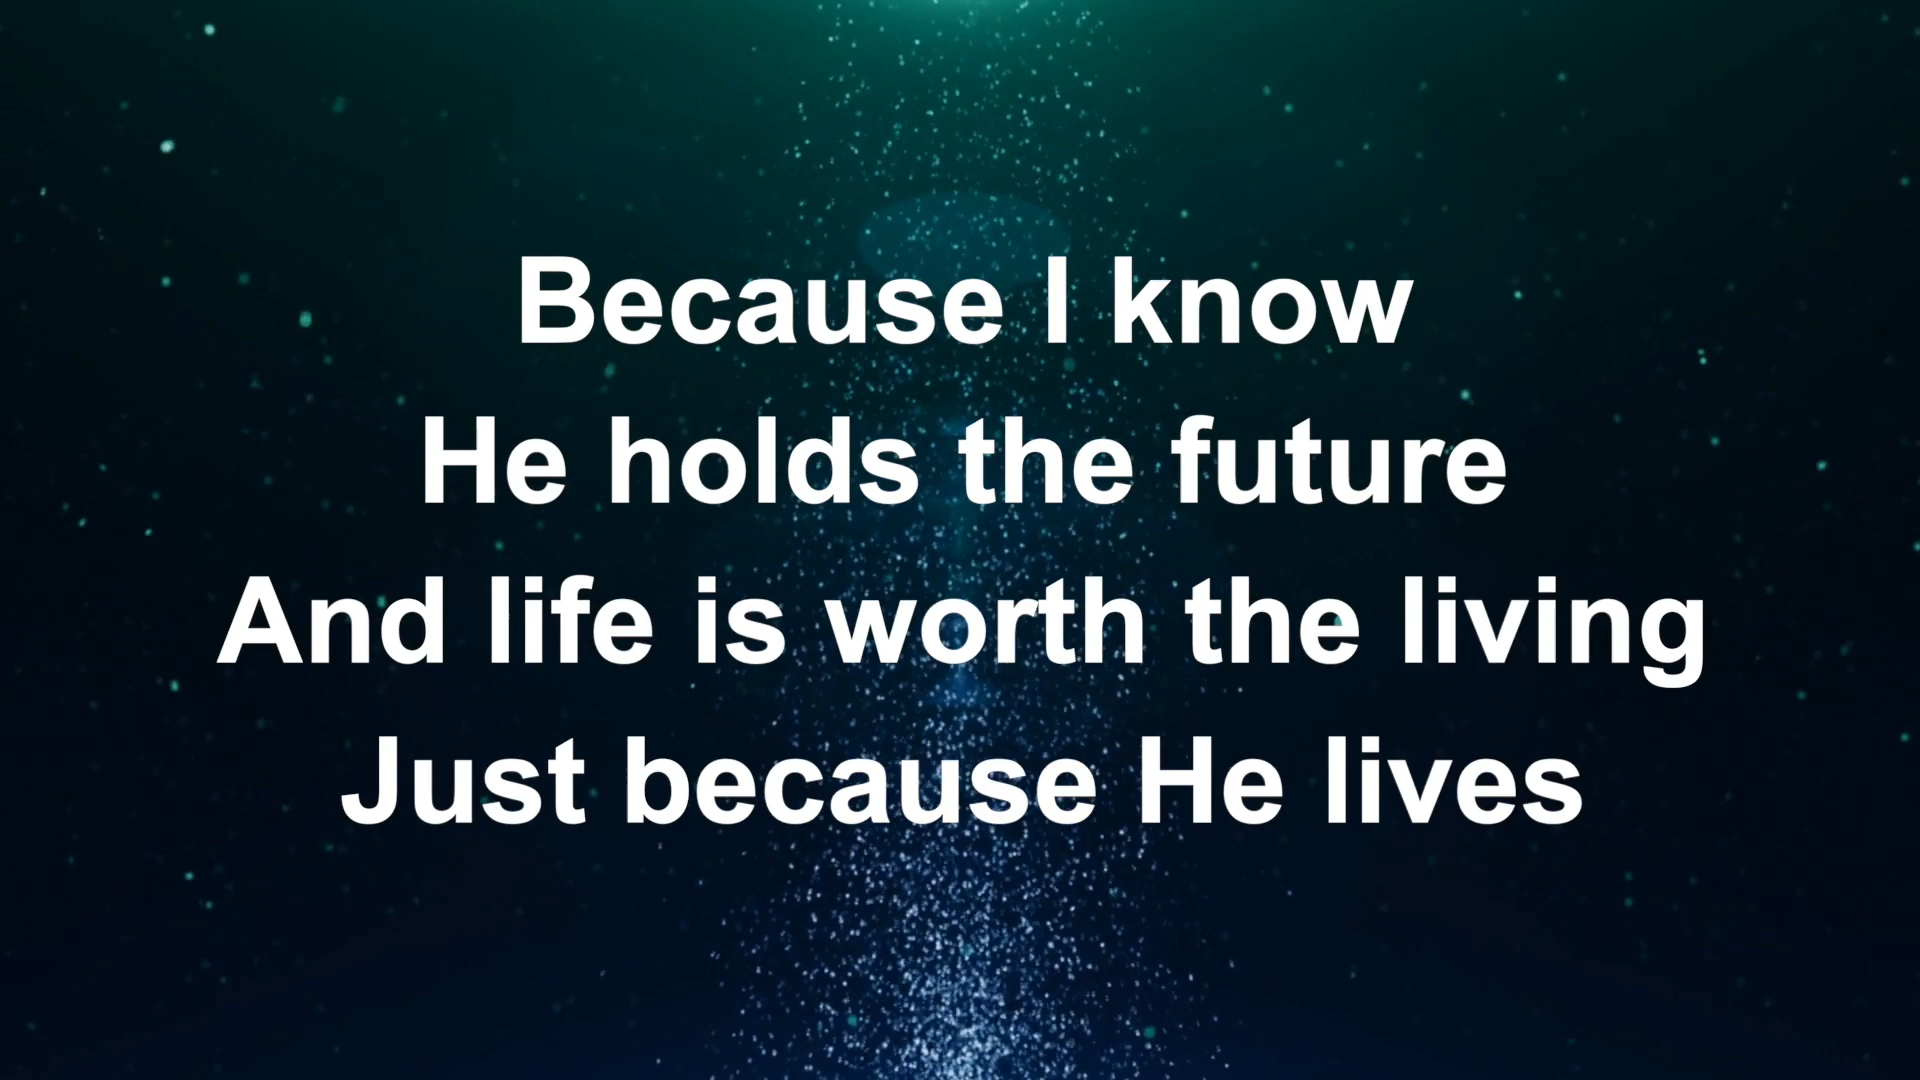 Because I know
He holds the future
And life is worth the living
Just because He lives